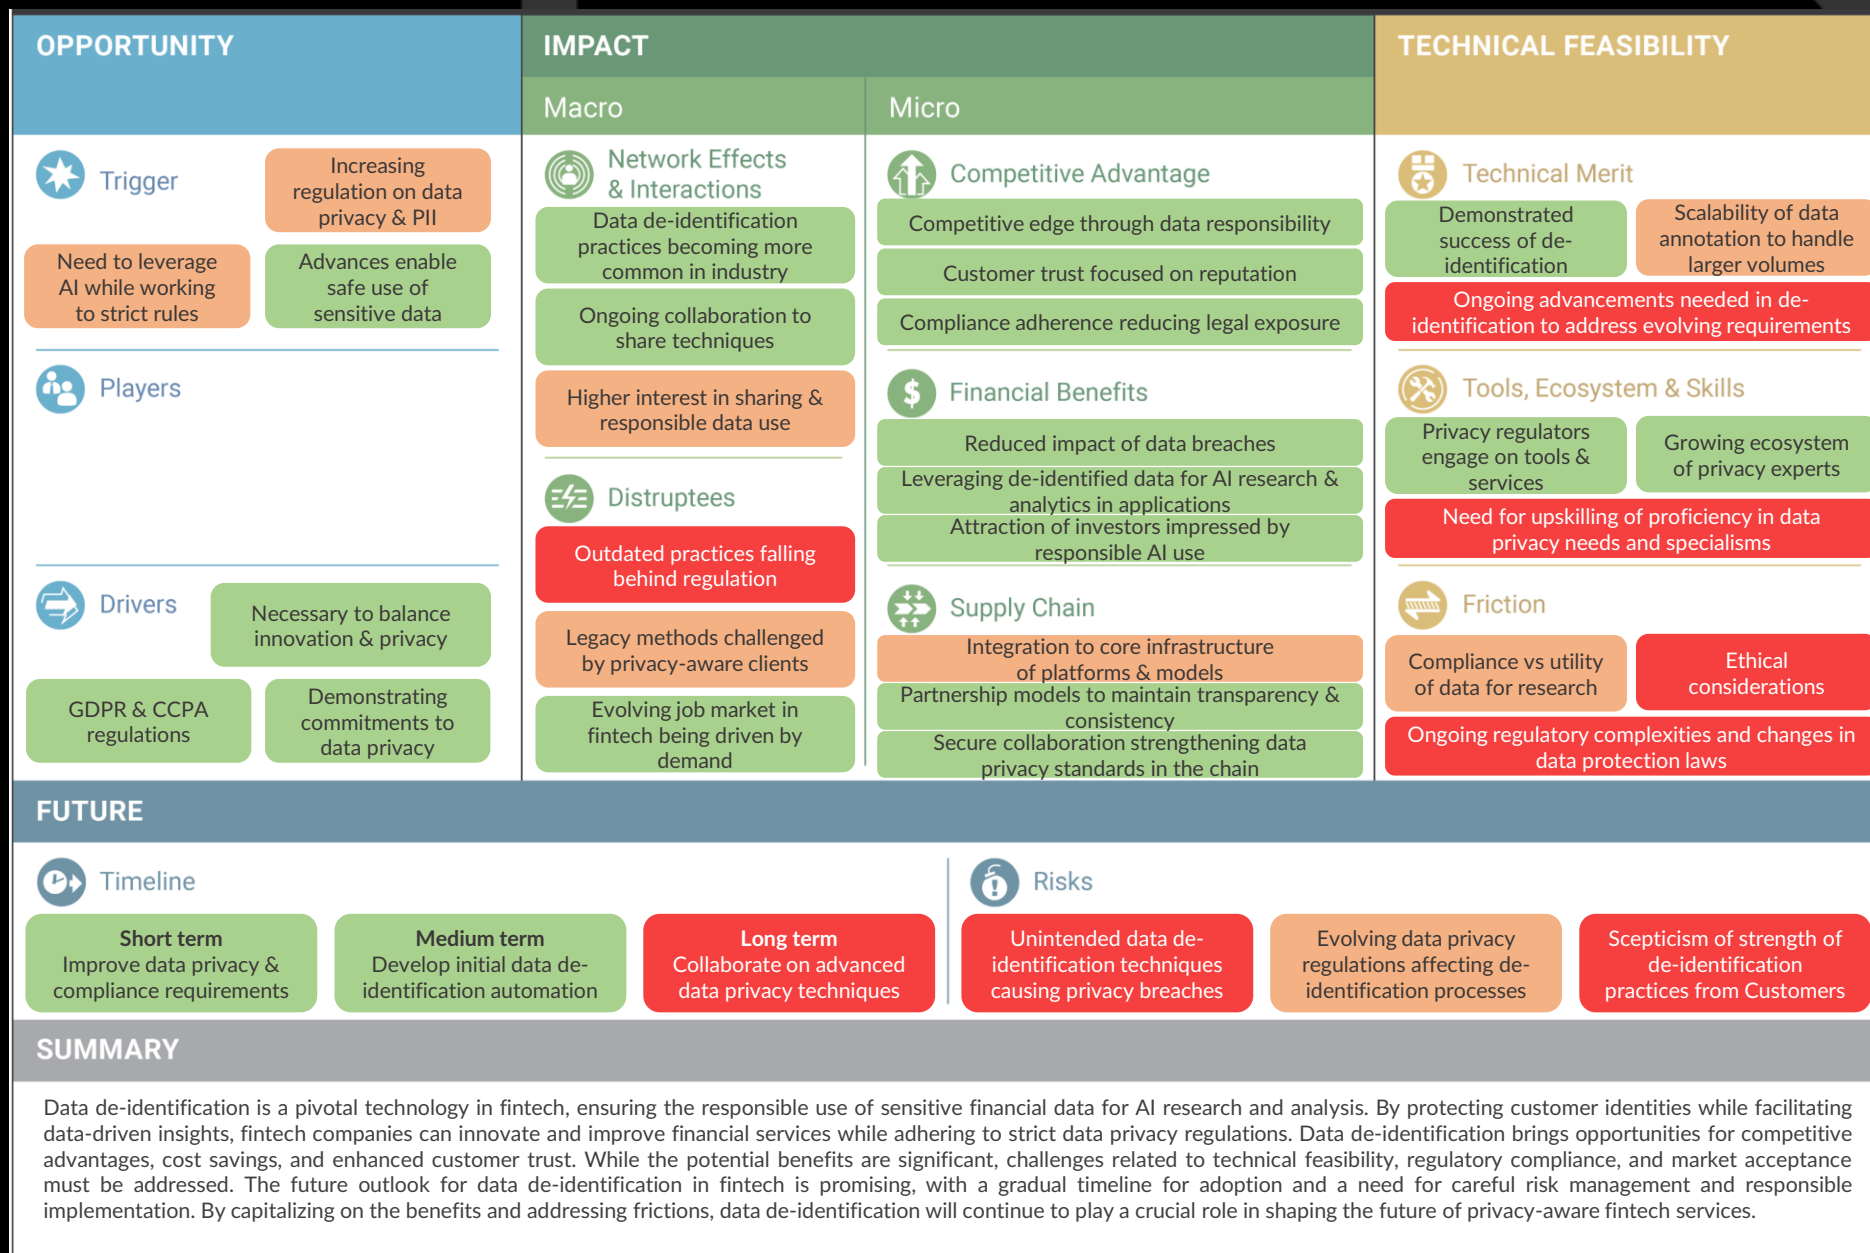 OPPORTUNITY
Trigger
Increasing
regulation on data
privacy & PII
Need to leverage
AI while working
to strict rules
Advances enable
safe use of
sensitive data
Players
Drivers
Necessary to balance
innovation & privacy
GDPR & CCPA
regulations
Demonstrating
commitments to
data privacy
IMPACT
Macro
Network Effects
& Interactions
Data de-identification
practices becoming more
common in industry
Ongoing collaboration to
share techniques
Higher interest in sharing &
responsible data use
Distruptees
Outdated practices falling
behind regulation
Legacy methods challenged
by privacy-aware clients
Evolving job market in
fintech being driven by
demand
Micro
Competitive Advantage
Competitive edge through data responsibility
Customer trust focused on reputation
Compliance adherence reducing legal exposure
Financial Benefits
Reduced impact of data breaches
Leveraging de-identified data for AI research &
analytics in applications
Attraction of investors impressed by
responsible AI use
Supply Chain
Integration to core infrastructure
of platforms & models
Partnership models to maintain transparency &
consistency
Secure collaboration strengthening data
privacy standards in the chain
TECHNICAL FEASIBILITY
Technical Merit
Demonstrated
success of de-
identification
Scalability of data
annotation to handle
larger volumes
Ongoing advancements needed in de-
identification to address evolving requirements
Tools, Ecosystem & Skills
Privacy regulators
engage on tools &
services
Growing ecosystem
of privacy experts
Need for upskilling of proficiency in data
privacy needs and specialisms
Friction
Compliance vs utility
of data for research
Ethical
considerations
Ongoing regulatory complexities and changes in
data protection laws
FUTURE
Timeline
Short term
Improve data privacy &
compliance requirements
Medium term
Develop initial data de-
identification automation
Long term
Collaborate on advanced
data privacy techniques
Risks
Unintended data de-
identification techniques
causing privacy breaches
Evolving data privacy
regulations affecting de-
identification processes
Scepticism of strength of
de-identification
practices from Customers
SUMMARY
Data de-identification is a pivotal technology in fintech, ensuring the responsible use of sensitive financial data for AI research and analysis. By protecting customer identities while facilitating
data-driven insights, fintech companies can innovate and improve financial services while adhering to strict data privacy regulations. Data de-identification brings opportunities for competitive
advantages, cost savings, and enhanced customer trust. While the potential benefits are significant, challenges related to technical feasibility, regulatory compliance, and market acceptance
must be addressed. The future outlook for data de-identification in fintech is promising, with a gradual timeline for adoption and a need for careful risk management and responsible
implementation. By capitalizing on the benefits and addressing frictions, data de-identification will continue to play a crucial role in shaping the future of privacy-aware fintech services.